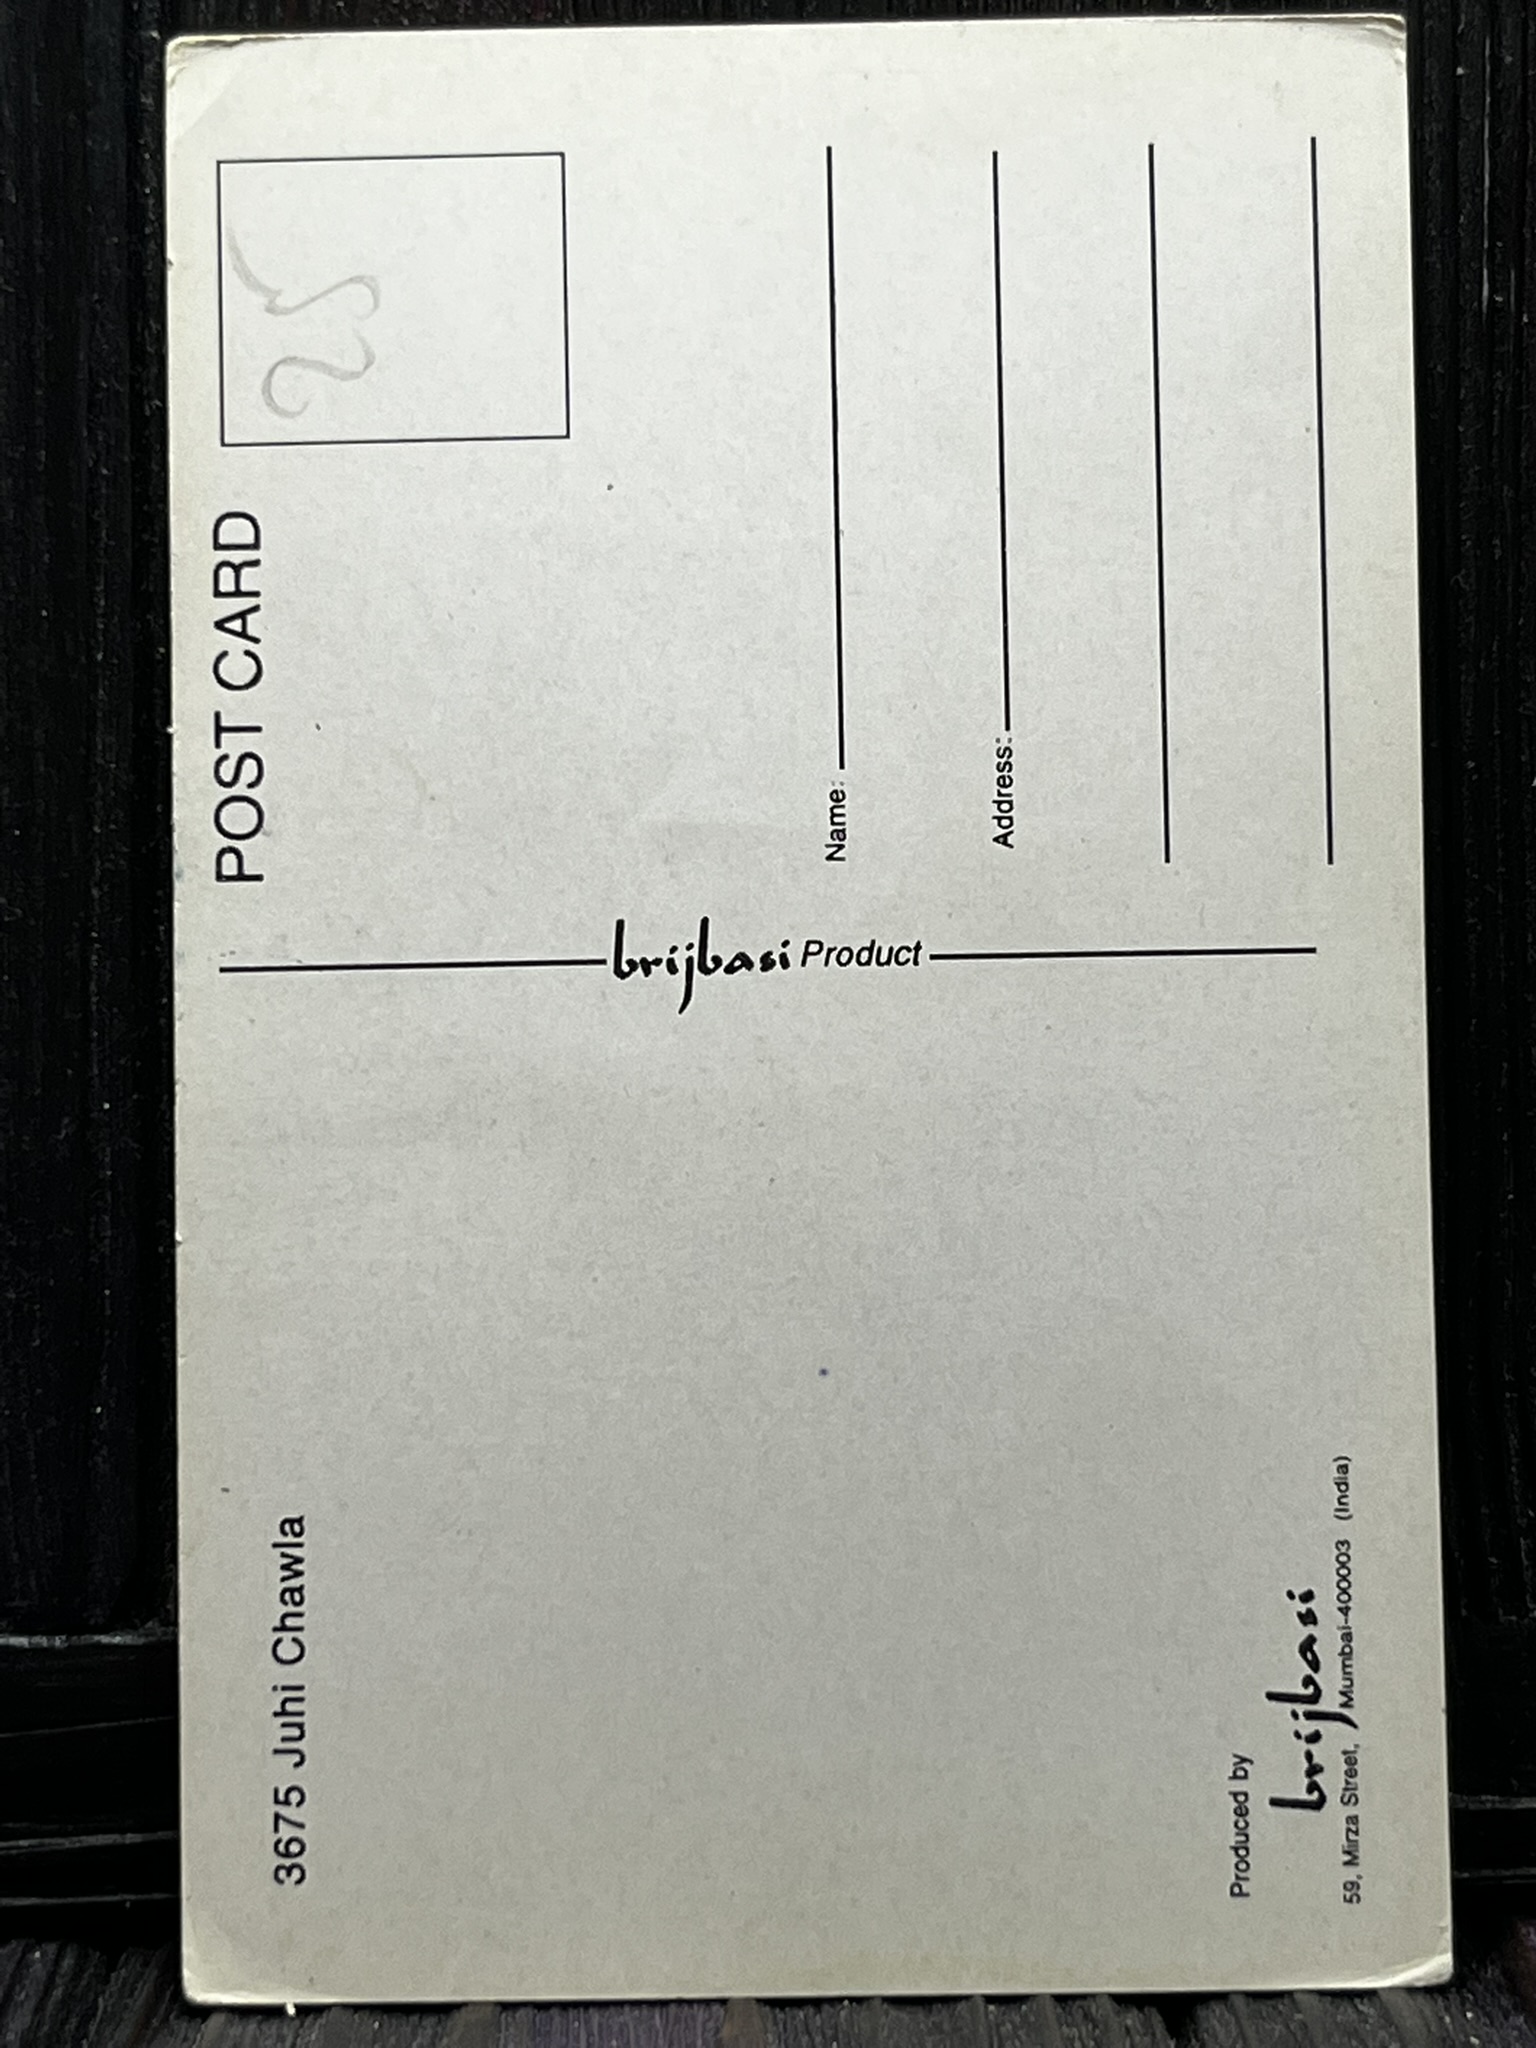 3675 Juhi Chawla
POST CARD
25
brijbasi Product
Name:
Address:
Produced by
brijbasi
59, Mirza Street, Mumbai-400003 (India)